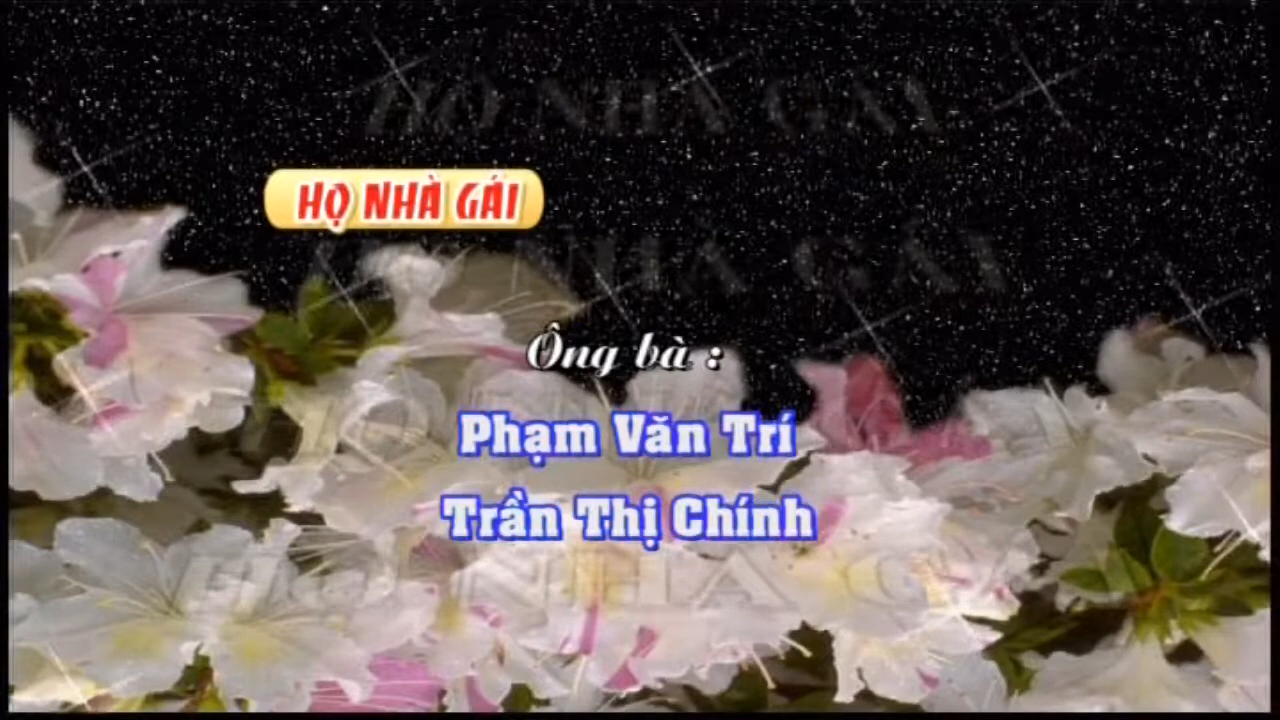 HỌ NHÀ GÁI
Ông bà :
Phạm Văn Trí
Trần Thị Chính